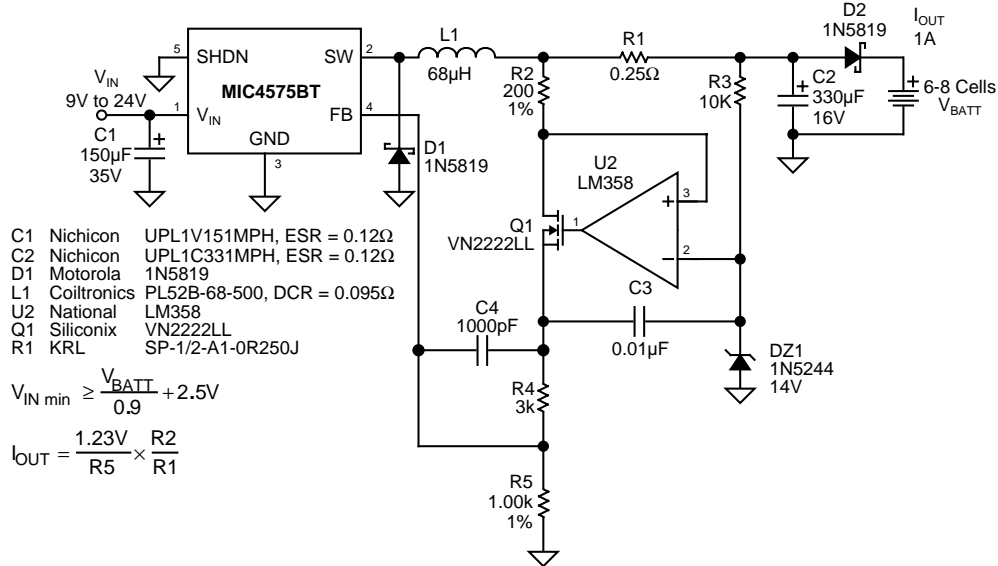 5
SHDN
MIC4575BT
SW
2
L1
68µH
R1
0.25Ω
D2
1N5819
I_OUT
1A
V_IN
9V to 24V
1
V_IN
FB
4
GND
3
C1
150µF
35V
+
D1
1N5819
R2
200
1%
R3
10K
C2
330µF
16V
+
+
6-8 Cells
V_BATT
U2
LM358
+
3
−
2
1
Q1
VN2222LL
C1 Nichicon UPL1V151MPH, ESR = 0.12Ω
C2 Nichicon UPL1C331MPH, ESR = 0.12Ω
D1 Motorola 1N5819
L1 Coiltronics PL52B-68-500, DCR = 0.095Ω
U2 National LM358
Q1 Siliconix VN2222LL
R1 KRL SP-1/2-A1-0R250J
C4
1000pF
C3
0.01µF
DZ1
1N5244
14V
R4
3k
R5
1.00k
1%
V_IN min ≥ V_BATT / 0.9 + 2.5V
I_OUT = 1.23V / R5 × R2 / R1